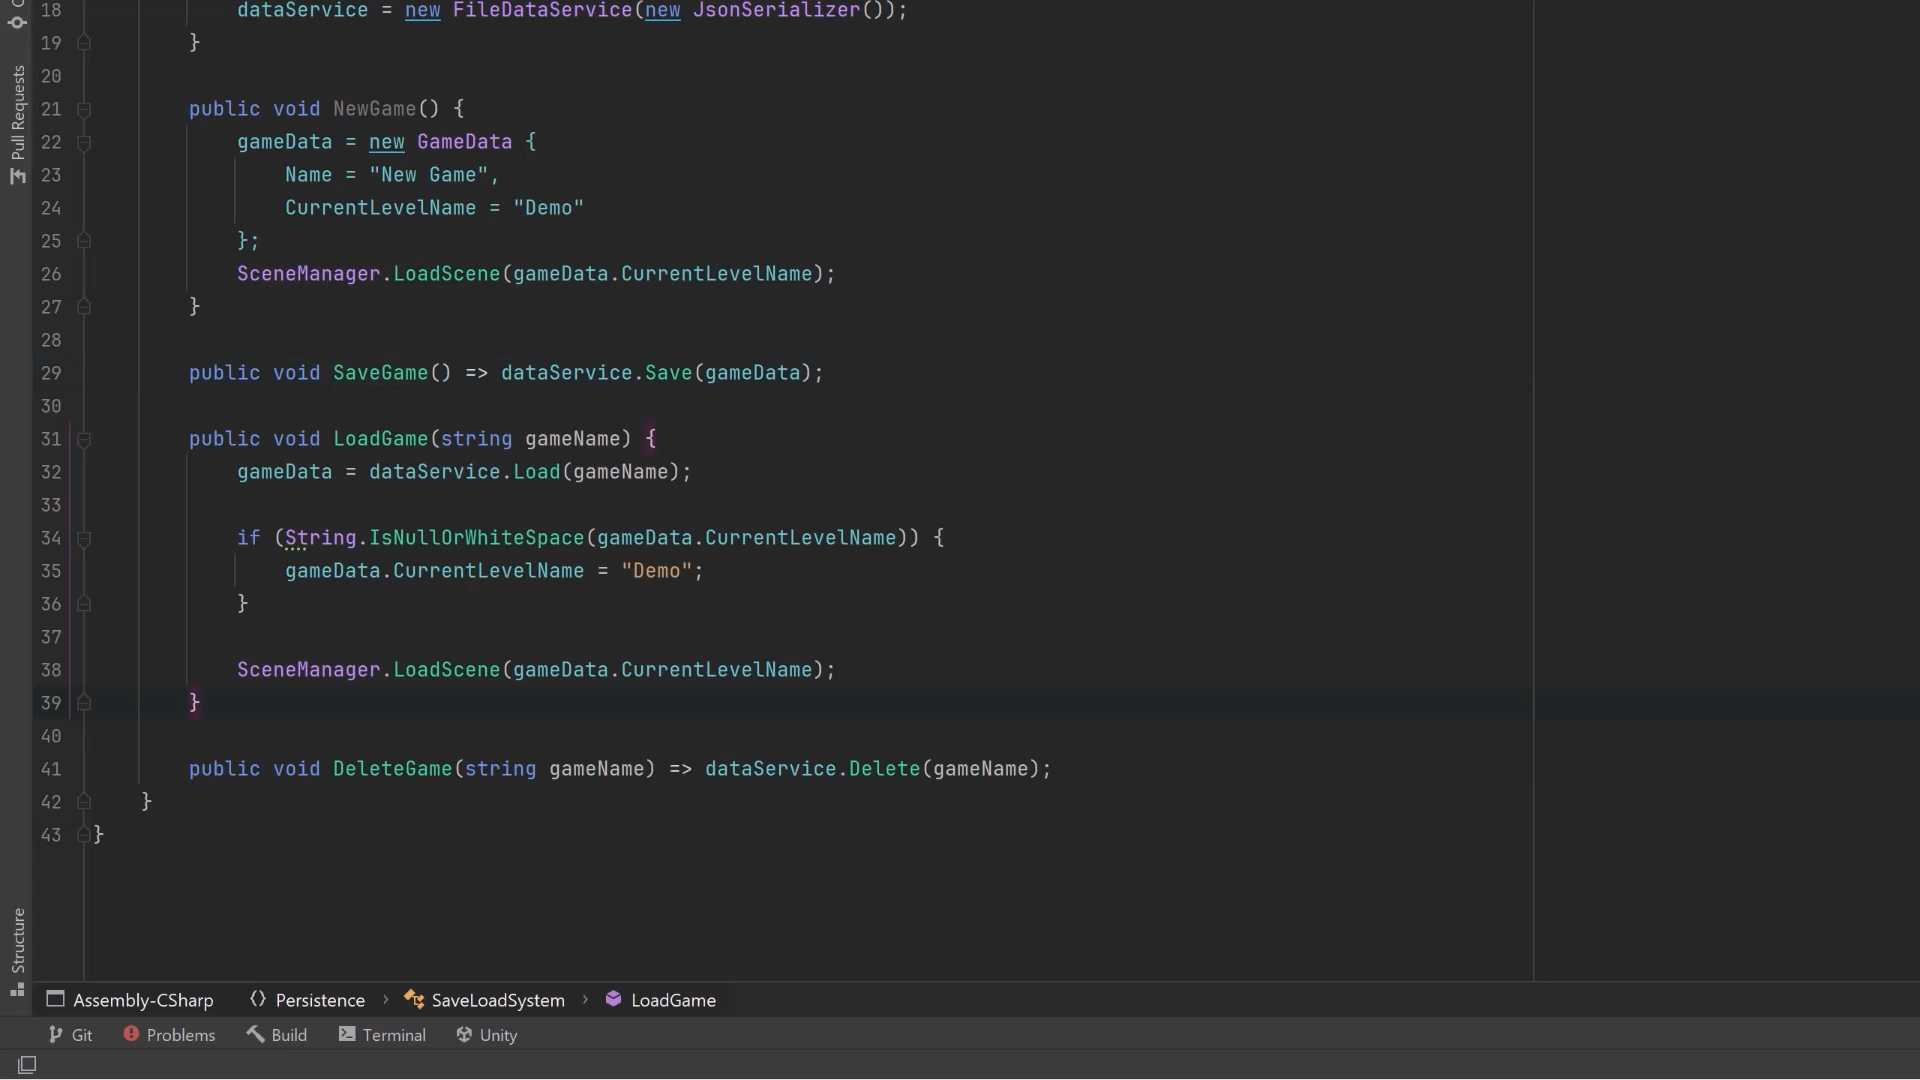 18 dataService = new FileDataService(new JsonSerializer());
19 }
20
21 public void NewGame() {
22 gameData = new GameData {
23 Name = "New Game",
24 CurrentLevelName = "Demo"
25 };
26 SceneManager.LoadScene(gameData.CurrentLevelName);
27 }
28
29 public void SaveGame() => dataService.Save(gameData);
30
31 public void LoadGame(string gameName) {
32 gameData = dataService.Load(gameName);
33
34 if (String.IsNullOrWhiteSpace(gameData.CurrentLevelName)) {
35 gameData.CurrentLevelName = "Demo";
36 }
37
38 SceneManager.LoadScene(gameData.CurrentLevelName);
39 }
40
41 public void DeleteGame(string gameName) => dataService.Delete(gameName);
42 }
43 }
Pull Requests
Structure
Assembly-CSharp Persistence › SaveLoadSystem › LoadGame
Git Problems Build Terminal Unity